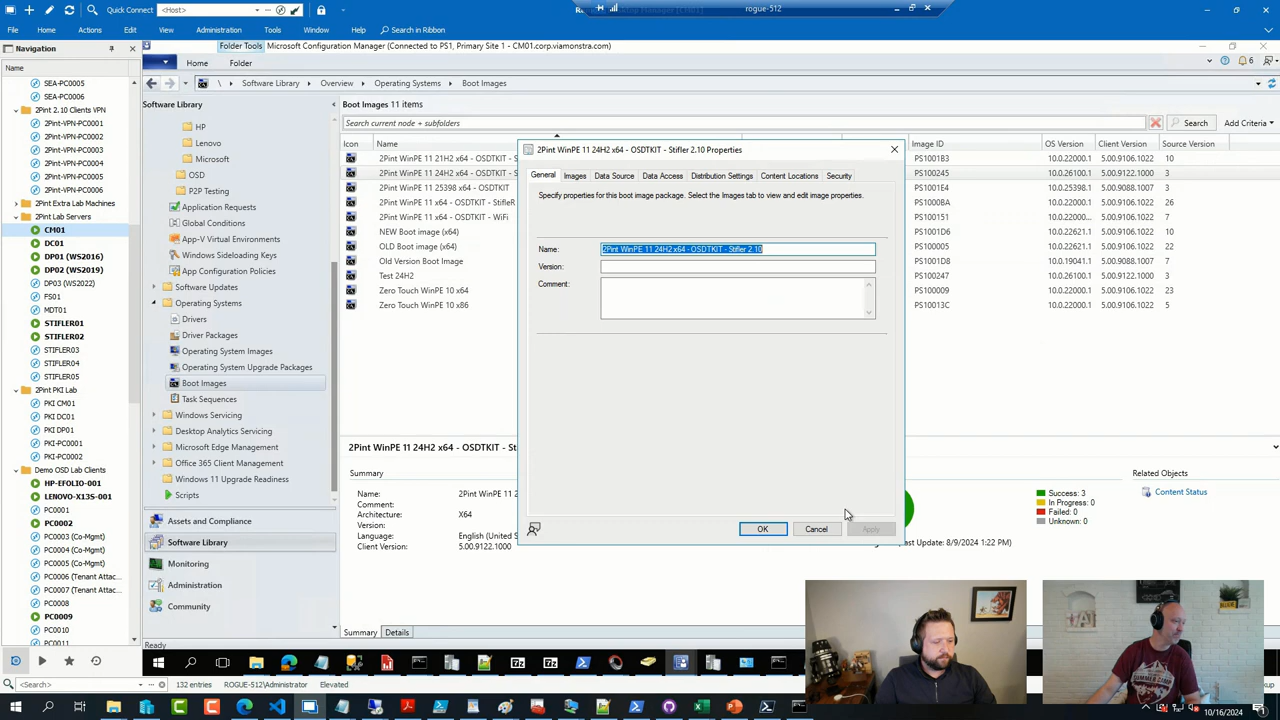 Quick Connect <Host>
rogue-512
File Home Edit View Actions Administration Tools Window Help Search in Ribbon
Navigation
Name
SEA-PC0005
SEA-PC0006
2Pint 2.10 Clients VPN
2Pint-VPN-PC0001
2Pint-VPN-PC0002
2Pint-VPN-PC0003
2Pint-VPN-PC0004
2Pint-VPN-PC0005
2Pint-VPN-PC0006
2Pint Extra Lab Machines
2Pint Lab Servers
CM01
DC01
DP01 (WS2016)
DP02 (WS2019)
DP03 (WS2022)
FS01
MDT01
STIFLER01
STIFLER02
STIFLER03
STIFLER04
STIFLER05
2Pint PKI Lab
PKI CM01
PKI DC01
PKI DP01
PKI-PC0001
PKI-PC0002
Demo OSD Lab Clients
HP-EFOLIO-001
LENOVO-X13S-001
PC0001
PC0002
PC0003 (Co-Mgmt)
PC0004 (Co-Mgmt)
PC0005 (Co-Mgmt)
PC0006 (Tenant Attac...
PC0007 (Tenant Attac...
PC0008
PC0009
PC0010
PC0011
Folder Tools Microsoft Configuration Manager (Connected to PS1, Primary Site 1 - CM01.corp.viamonstra.com)
Home Folder
6
\ Software Library Overview Operating Systems Boot Images
Software Library
HP
Lenovo
Microsoft
OSD
P2P Testing
Application Requests
Global Conditions
App-V Virtual Environments
Windows Sideloading Keys
App Configuration Policies
Software Updates
Operating Systems
Drivers
Driver Packages
Operating System Images
Operating System Upgrade Packages
Boot Images
Task Sequences
Windows Servicing
Desktop Analytics Servicing
Microsoft Edge Management
Office 365 Client Management
Windows 11 Upgrade Readiness
Scripts
Assets and Compliance
Software Library
Monitoring
Administration
Community
Ready
Boot Images 11 items
Search current node + subfolders Search Add Criteria
Icon Name Image ID OS Version Client Version Source Version
2Pint WinPE 11 21H2 x64 - OSDTKIT - S PS1001B3 10.0.22000.1 5.00.9106.1022 10
2Pint WinPE 11 24H2 x64 - OSDTKIT - S PS100245 10.0.26100.1 5.00.9122.1000 3
2Pint WinPE 11 25398 x64 - OSDTKIT PS1001E4 10.0.25398.1 5.00.9088.1007 3
2Pint WinPE 11 x64 - OSDTKIT - StifleR PS1000BA 10.0.22000.1 5.00.9106.1022 26
2Pint WinPE 11 x64 - OSDTKIT - WiFi PS100151 10.0.22000.1 5.00.9106.1022 7
NEW Boot image (x64) PS1001D6 10.0.22000.1 5.00.9106.1022 3
OLD Boot image (x64) PS100005 10.0.22000.1 5.00.9106.1022 22
Old Version Boot Image PS1001D8 10.0.19041.1 5.00.9088.1007 3
Test 24H2 PS100247 10.0.26100.1 5.00.9122.1000 3
Zero Touch WinPE 10 x64 PS100009 10.0.22000.1 5.00.9106.1022 23
Zero Touch WinPE 10 x86 PS10013C 10.0.22000.1 5.00.9106.1022 5
2Pint WinPE 11 24H2 x64 - OSDTKIT - Stifler 2.10 Properties
General Images Data Source Data Access Distribution Settings Content Locations Security
Specify properties for this boot image package. Select the Images tab to view and edit image properties.
Name: 2Pint WinPE 11 24H2 x64 - OSDTKIT - Stifler 2.10
Version:
Comment:
OK Cancel Apply
2Pint WinPE 11 24H2 x64 - OSDTKIT - St
Summary
Name: 2Pint WinPE 11 2
Comment:
Architecture: X64
Version:
Language: English (United S
Client Version: 5.00.9122.1000
Success: 3
In Progress: 0
Failed: 0
Unknown: 0
Last Update: 8/9/2024 1:22 PM)
Related Objects
Content Status
Summary Details
<Search> 132 entries ROGUE-512\Administrator Elevated
10/16/2024